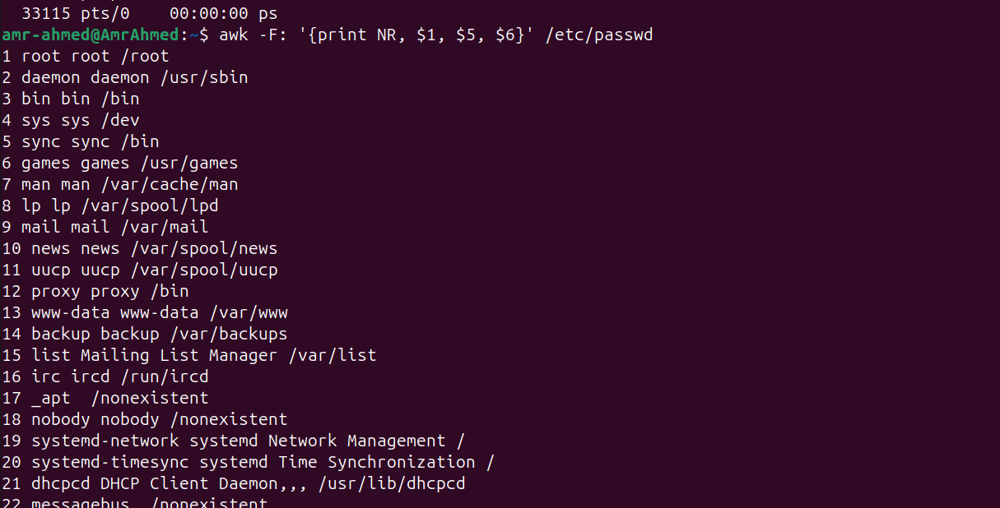 33115 pts/0    00:00:00 ps
amr-ahmed@AmrAhmed:~$ awk -F: '{print NR, $1, $5, $6}' /etc/passwd
1 root root /root
2 daemon daemon /usr/sbin
3 bin bin /bin
4 sys sys /dev
5 sync sync /bin
6 games games /usr/games
7 man man /var/cache/man
8 lp lp /var/spool/lpd
9 mail mail /var/mail
10 news news /var/spool/news
11 uucp uucp /var/spool/uucp
12 proxy proxy /bin
13 www-data www-data /var/www
14 backup backup /var/backups
15 list Mailing List Manager /var/list
16 irc ircd /run/ircd
17 _apt  /nonexistent
18 nobody nobody /nonexistent
19 systemd-network systemd Network Management /
20 systemd-timesync systemd Time Synchronization /
21 dhcpcd DHCP Client Daemon,,, /usr/lib/dhcpcd
22 messagebus  /nonexistent